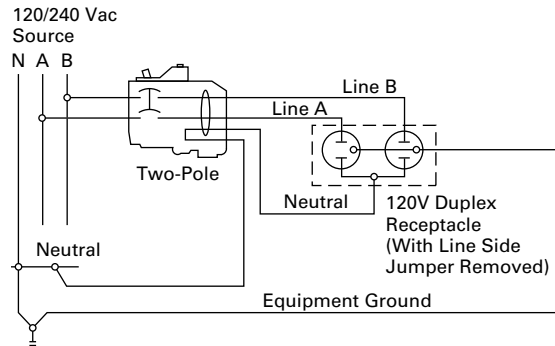 120/240 Vac
Source
N A B
Line B
Line A
Two-Pole
Neutral
120V Duplex
Receptacle
(With Line Side
Jumper Removed)
Neutral
Equipment Ground